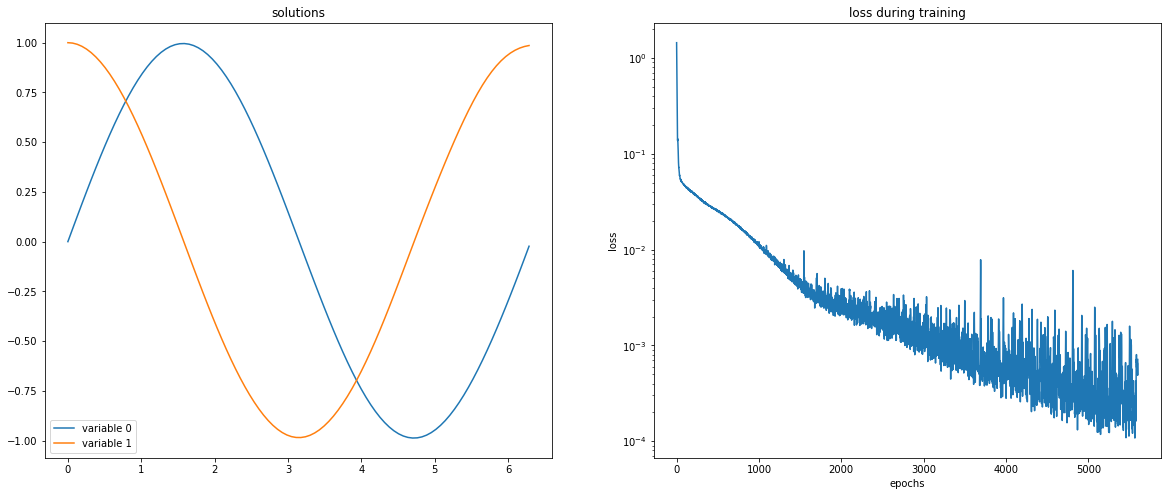 solutions
1.00
0.75
0.50
0.25
0.00
−0.25
−0.50
−0.75
−1.00
0 1 2 3 4 5 6
variable 0
variable 1
loss during training
loss
10⁰
10⁻¹
10⁻²
10⁻³
10⁻⁴
0 1000 2000 3000 4000 5000
epochs